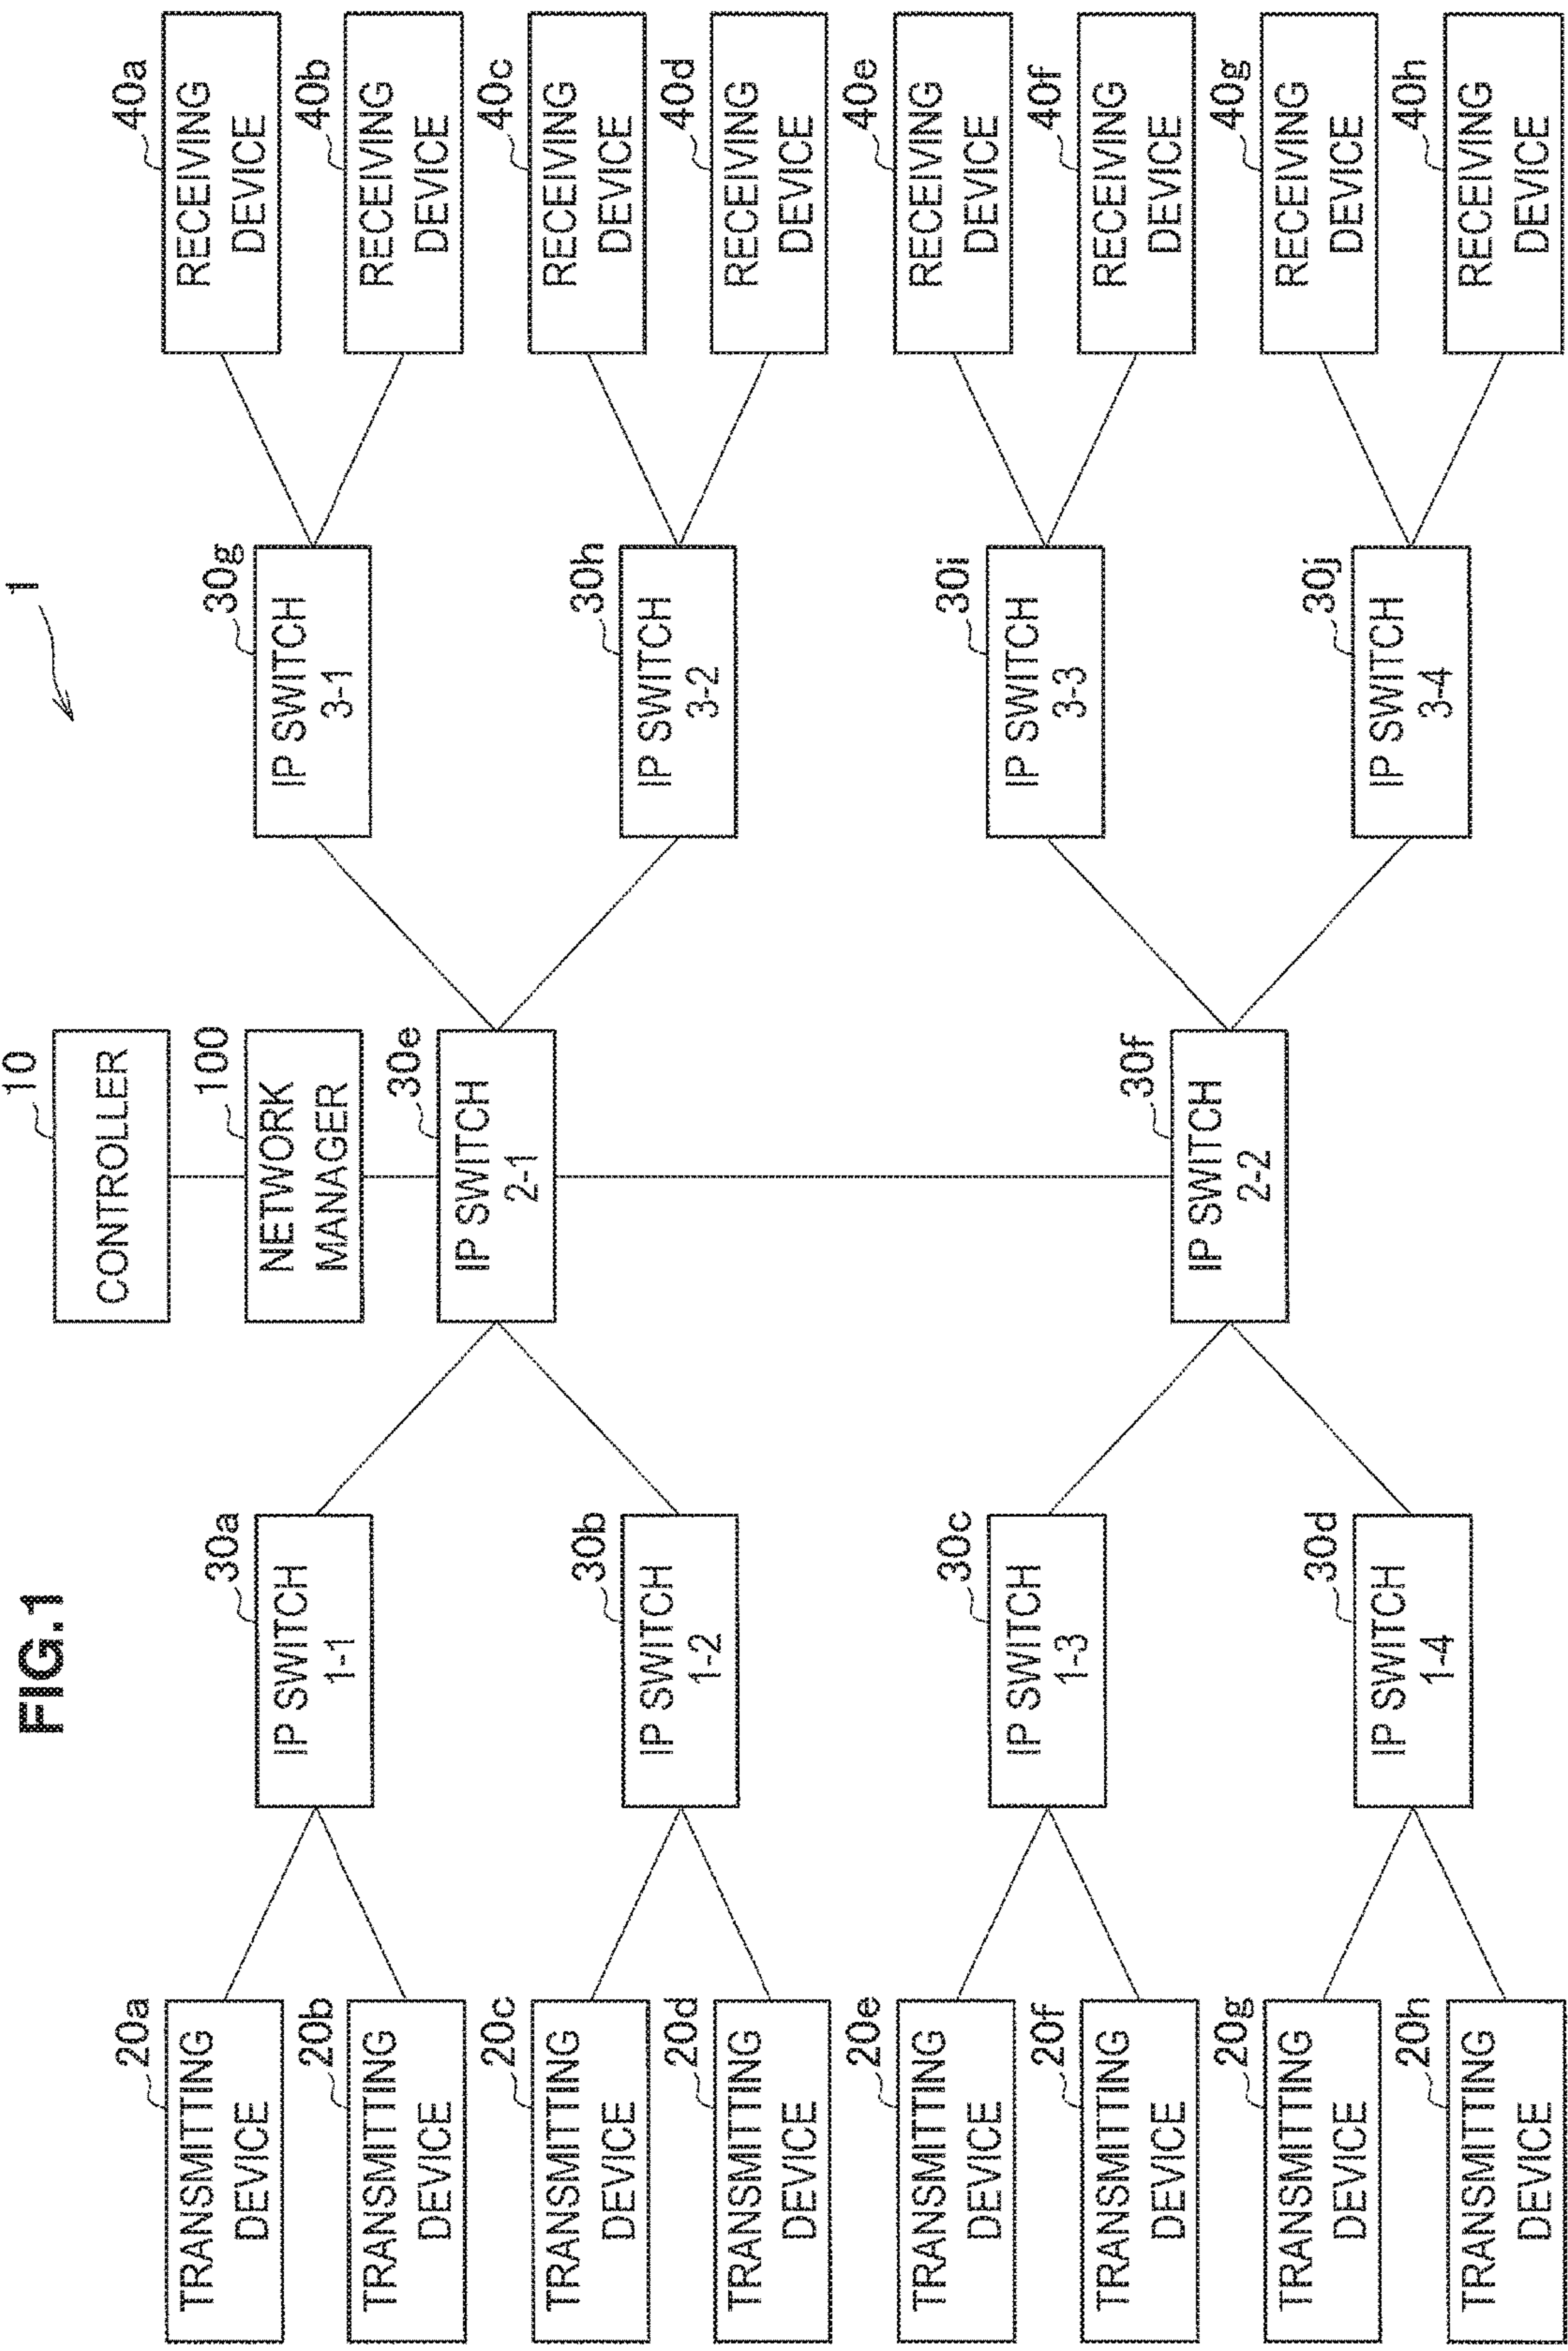 FIG.1
1
10
CONTROLLER
100
NETWORK
MANAGER
20a
TRANSMITTING
DEVICE
20b
TRANSMITTING
DEVICE
20c
TRANSMITTING
DEVICE
20d
TRANSMITTING
DEVICE
20e
TRANSMITTING
DEVICE
20f
TRANSMITTING
DEVICE
20g
TRANSMITTING
DEVICE
20h
TRANSMITTING
DEVICE
30a
IP SWITCH
1-1
30b
IP SWITCH
1-2
30c
IP SWITCH
1-3
30d
IP SWITCH
1-4
30e
IP SWITCH
2-1
30f
IP SWITCH
2-2
30g
IP SWITCH
3-1
30h
IP SWITCH
3-2
30i
IP SWITCH
3-3
30j
IP SWITCH
3-4
40a
RECEIVING
DEVICE
40b
RECEIVING
DEVICE
40c
RECEIVING
DEVICE
40d
RECEIVING
DEVICE
40e
RECEIVING
DEVICE
40f
RECEIVING
DEVICE
40g
RECEIVING
DEVICE
40h
RECEIVING
DEVICE